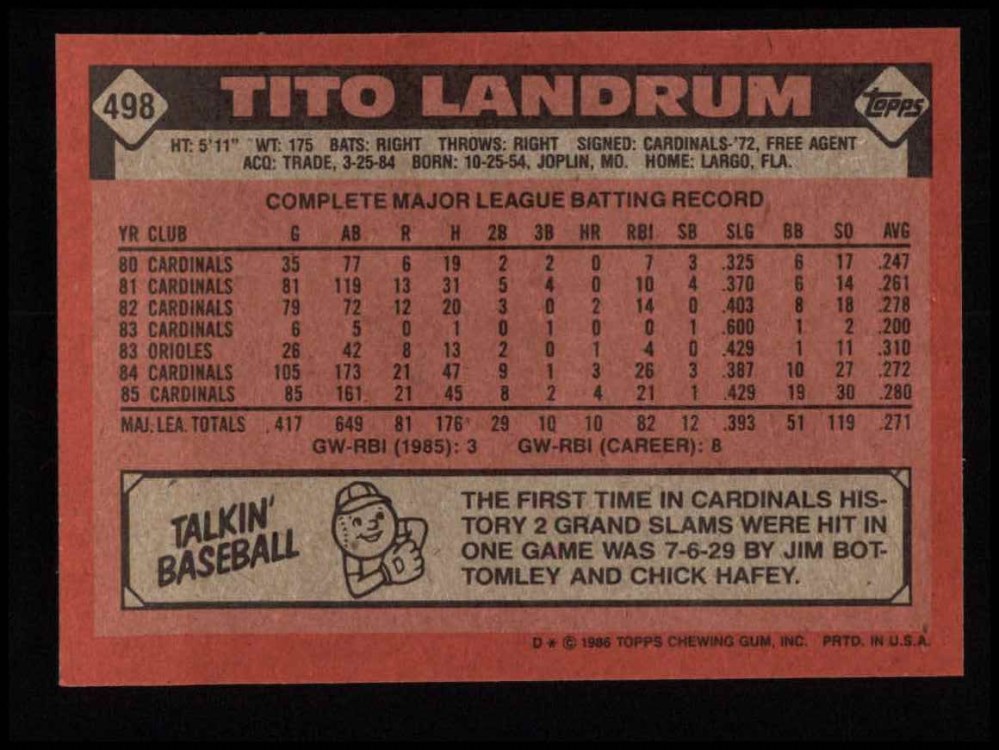 498 TITO LANDRUM Topps
HT: 5'11" WT: 175 BATS: RIGHT THROWS: RIGHT SIGNED: CARDINALS-'72, FREE AGENT
ACQ: TRADE, 3-25-84 BORN: 10-25-54, JOPLIN, MO. HOME: LARGO, FLA.
COMPLETE MAJOR LEAGUE BATTING RECORD
YR CLUB G AB R H 2B 3B HR RBI SB SLG BB SO AVG
80 CARDINALS 35 77 6 19 2 2 0 7 3 .325 6 17 .247
81 CARDINALS 81 119 13 31 5 4 0 10 4 .370 6 14 .261
82 CARDINALS 79 72 12 20 3 0 2 14 0 .403 8 18 .278
83 CARDINALS 6 5 0 1 0 1 0 0 1 .600 1 2 .200
83 ORIOLES 26 42 8 13 2 0 1 4 0 .429 1 11 .310
84 CARDINALS 105 173 21 47 9 1 3 26 3 .387 10 27 .272
85 CARDINALS 85 161 21 45 8 2 4 21 1 .429 19 30 .280
MAJ. LEA. TOTALS 417 649 81 176 29 10 10 82 12 .393 51 119 .271
GW-RBI (1985): 3 GW-RBI (CAREER): 8
TALKIN'
BASEBALL
THE FIRST TIME IN CARDINALS HIS-
TORY 2 GRAND SLAMS WERE HIT IN
ONE GAME WAS 7-6-29 BY JIM BOT-
TOMLEY AND CHICK HAFEY.
D * © 1986 TOPPS CHEWING GUM, INC. PRTD. IN U.S.A.